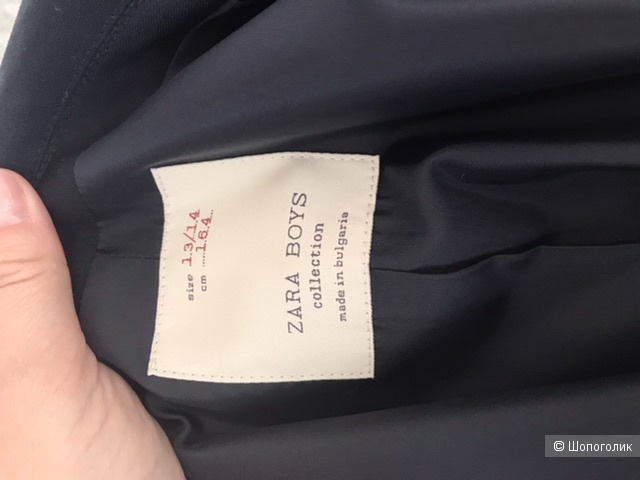 size 13/14
cm ......164...
ZARA BOYS
collection
made in bulgaria
© Шопоголик